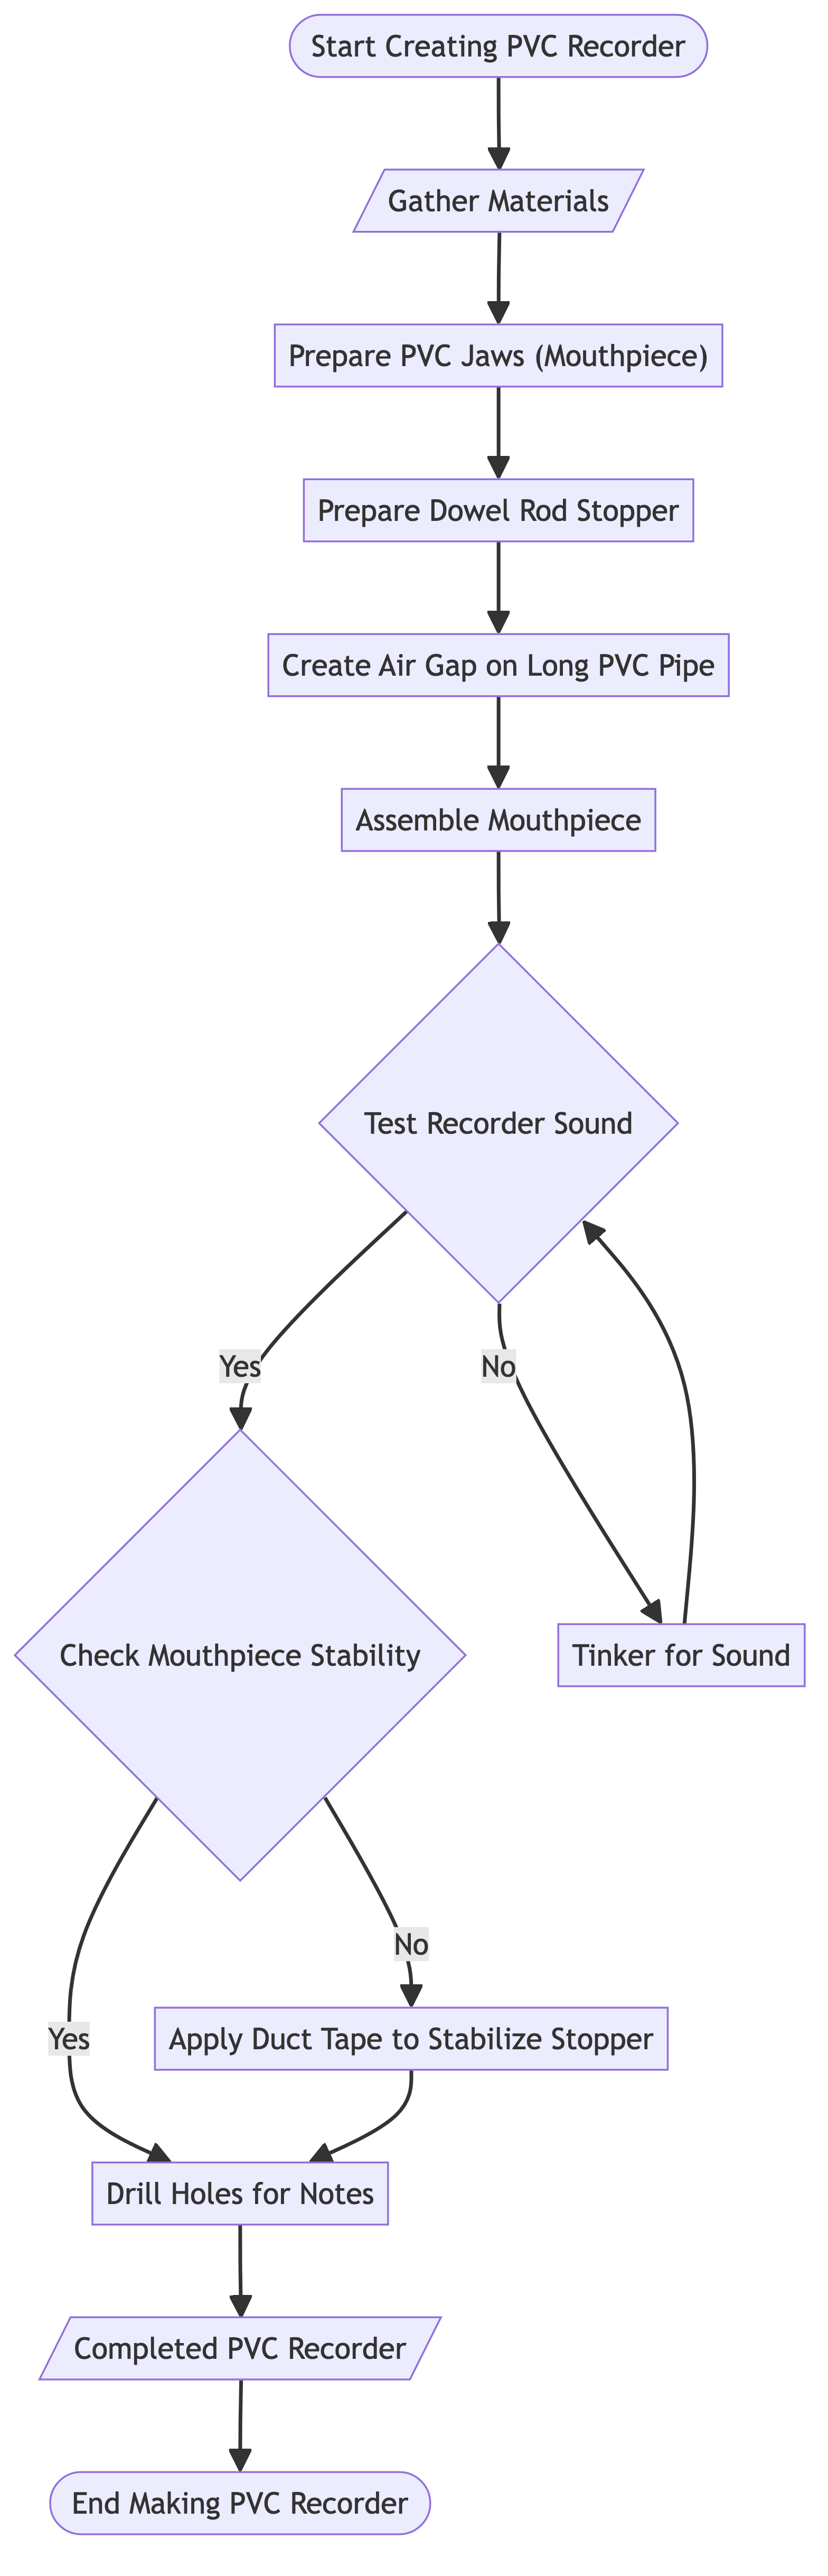 Start Creating PVC Recorder
Gather Materials
Prepare PVC Jaws (Mouthpiece)
Prepare Dowel Rod Stopper
Create Air Gap on Long PVC Pipe
Assemble Mouthpiece
Test Recorder Sound
Yes
No
Check Mouthpiece Stability
Tinker for Sound
No
Yes
Apply Duct Tape to Stabilize Stopper
Drill Holes for Notes
Completed PVC Recorder
End Making PVC Recorder